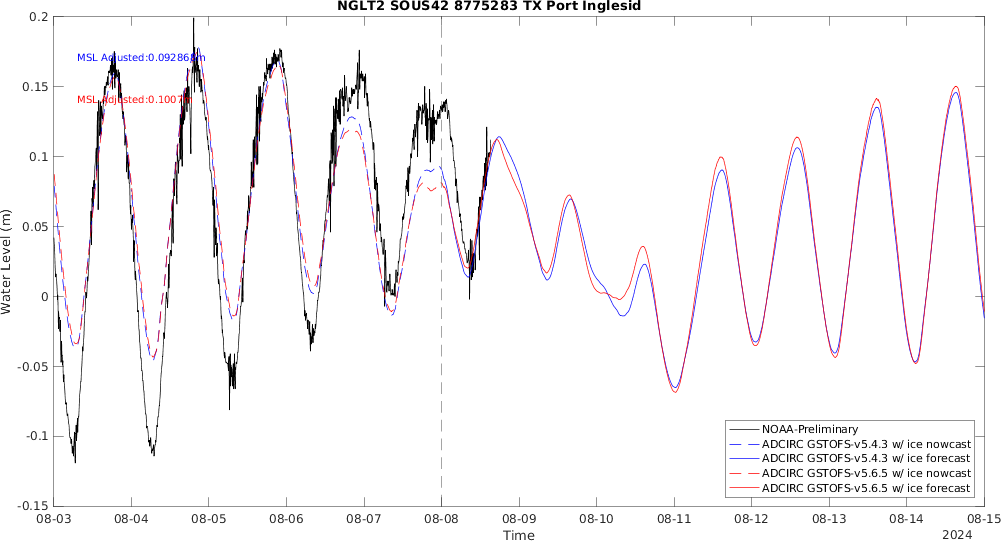 NGLT2 SOUS42 8775283 TX Port Inglesid
0.2
0.15
0.1
0.05
0
-0.05
-0.1
-0.15
Water Level (m)
MSL Adjusted:0.09286 m
MSL Adjusted:0.1007
NOAA-Preliminary
ADCIRC GSTOFS-v5.4.3 w/ ice nowcast
ADCIRC GSTOFS-v5.4.3 w/ ice forecast
ADCIRC GSTOFS-v5.6.5 w/ ice nowcast
ADCIRC GSTOFS-v5.6.5 w/ ice forecast
08-03 08-04 08-05 08-06 08-07 08-08 08-09 08-10 08-11 08-12 08-13 08-14 08-15
Time
2024